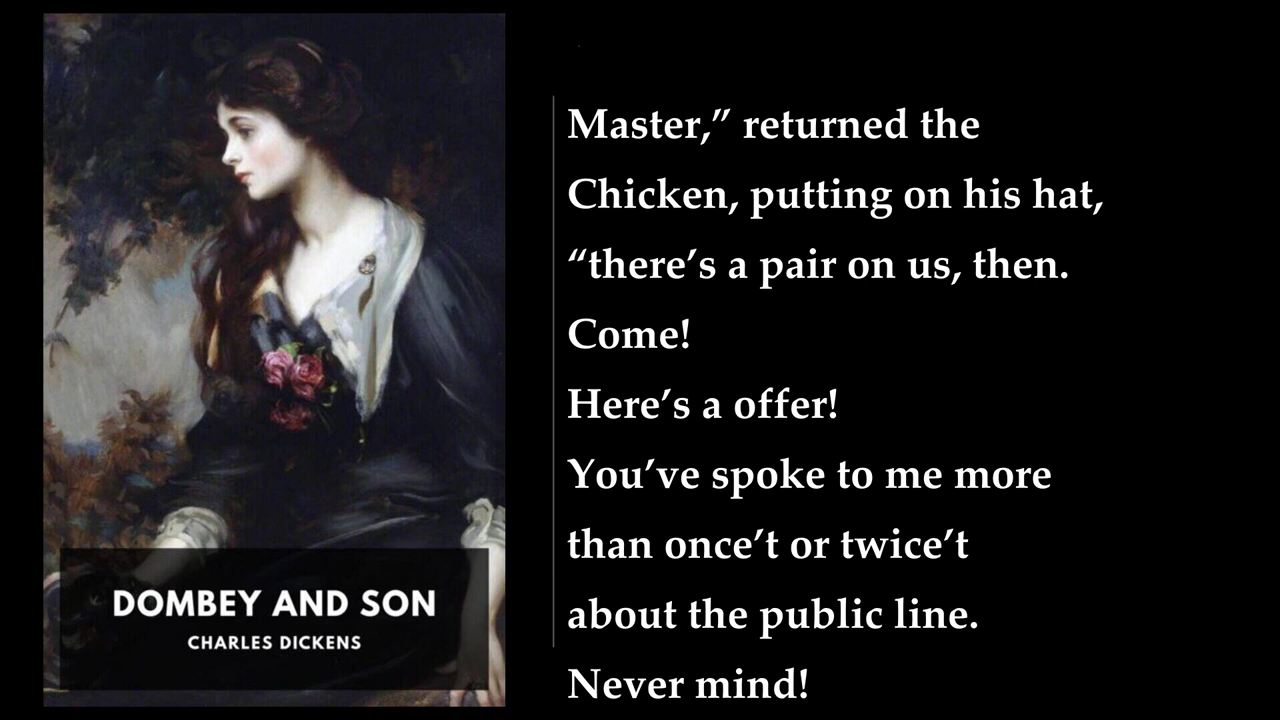 DOMBEY AND SON
CHARLES DICKENS
Master,” returned the
Chicken, putting on his hat,
“there’s a pair on us, then.
Come!
Here’s a offer!
You’ve spoke to me more
than once’t or twice’t
about the public line.
Never mind!